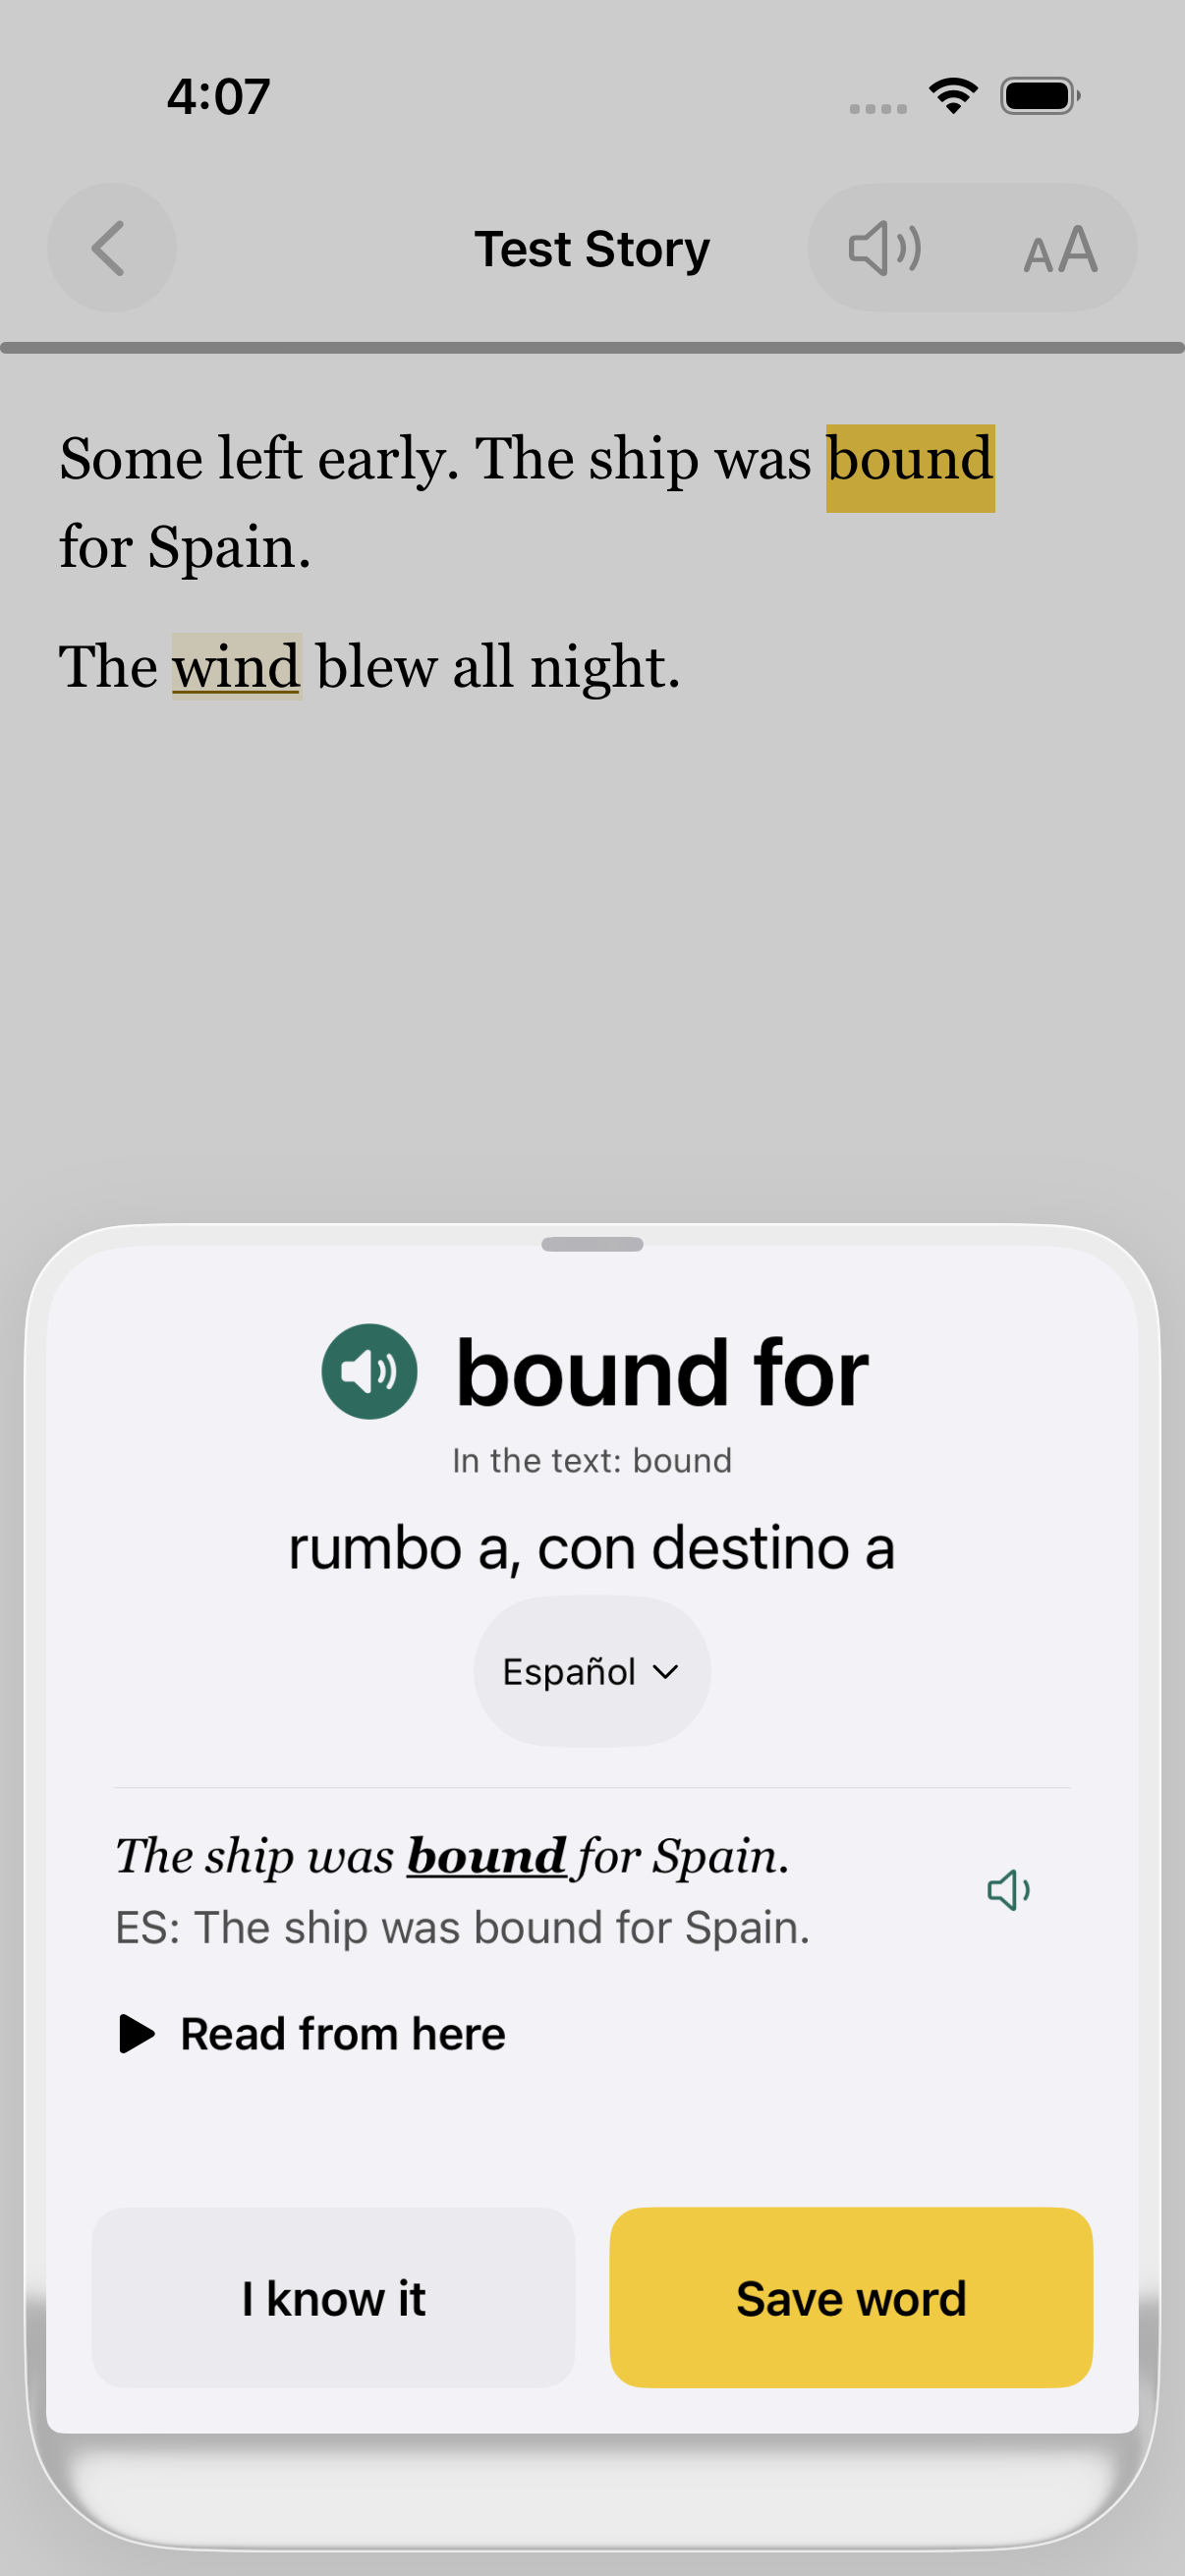 4:07
Test Story
AA
Some left early. The ship was bound
for Spain.
The wind blew all night.
bound for
In the text: bound
rumbo a, con destino a
Español
The ship was bound for Spain.
ES: The ship was bound for Spain.
Read from here
I know it
Save word